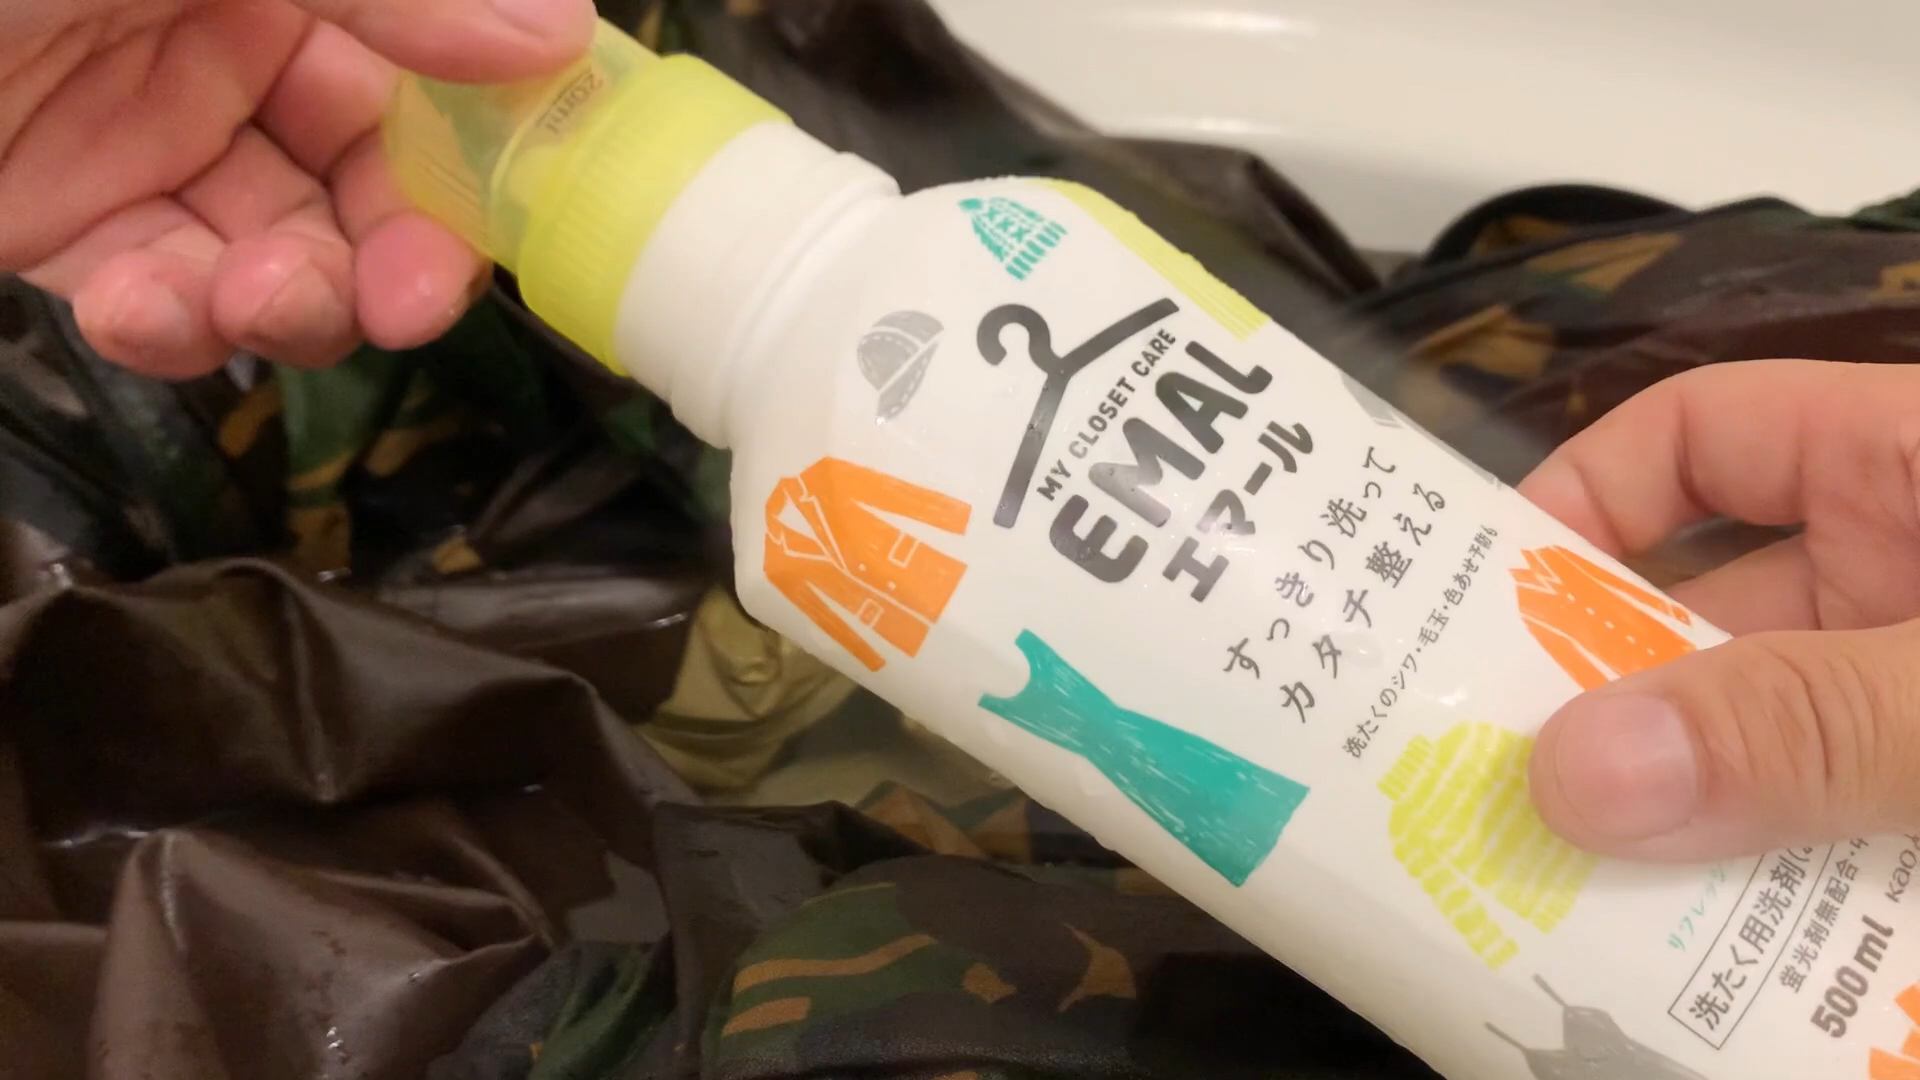 20ml
MY CLOSET CARE
EMAL
エマール
すっきり洗って
カタチ整える
洗たくのシワ・毛玉・色あせ予防も
洗たく用洗剤
蛍光剤無配合・
500ml
Kao